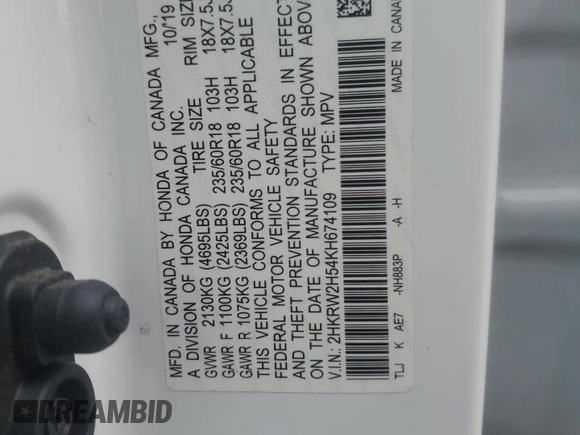 MFD. IN CANADA BY HONDA OF CANADA MFG.,
A DIVISION OF HONDA CANADA INC. 10/19
TIRE SIZE RIM SIZE
GVWR 2130KG (4695LBS)
GAWR F 1100KG (2425LBS) 235/60R18 103H 18X7.5J
GAWR R 1075KG (2369LBS) 235/60R18 103H 18X7.5J
THIS VEHICLE CONFORMS TO ALL APPLICABLE
FEDERAL MOTOR VEHICLE SAFETY
AND THEFT PREVENTION STANDARDS IN EFFECT
ON THE DATE OF MANUFACTURE SHOWN ABOVE
V.I.N.: 2HKRW2H54KH674109 TYPE: MPV
TLJ K AE7 -NH883P -A -H MADE IN CANA
DREAMBID